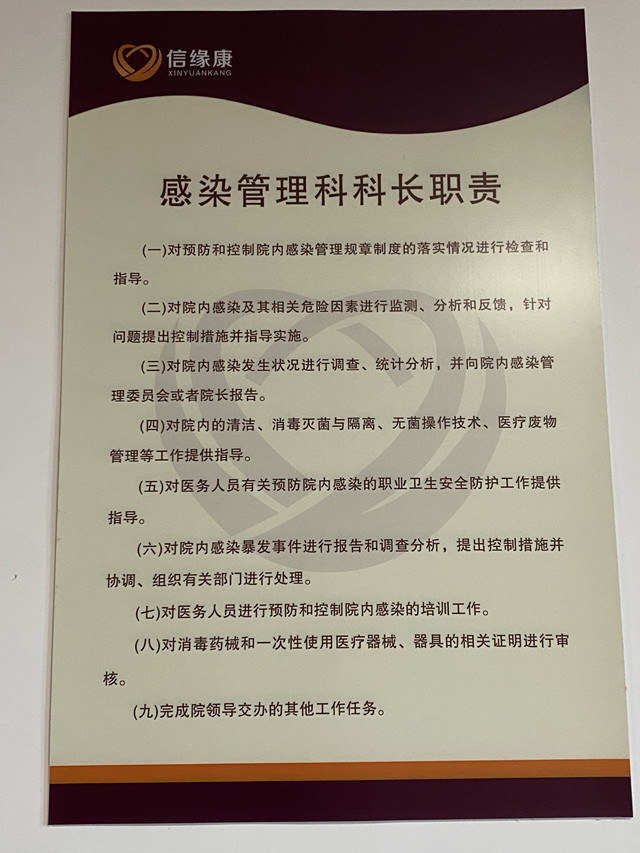 信缘康
XINYUANKANG
感染管理科科长职责
(一)对预防和控制院内感染管理规章制度的落实情况进行检查和
指导。
(二)对院内感染及其相关危险因素进行监测、分析和反馈，针对
问题提出控制措施并指导实施。
(三)对院内感染发生状况进行调查、统计分析，并向院内感染管
理委员会或者院长报告。
(四)对院内的清洁、消毒灭菌与隔离、无菌操作技术、医疗废物
管理等工作提供指导。
(五)对医务人员有关预防院内感染的职业卫生安全防护工作提供
指导。
(六)对院内感染暴发事件进行报告和调查分析，提出控制措施并
协调、组织有关部门进行处理。
(七)对医务人员进行预防和控制院内感染的培训工作。
(八)对消毒药械和一次性使用医疗器械、器具的相关证明进行审
核。
(九)完成院领导交办的其他工作任务。